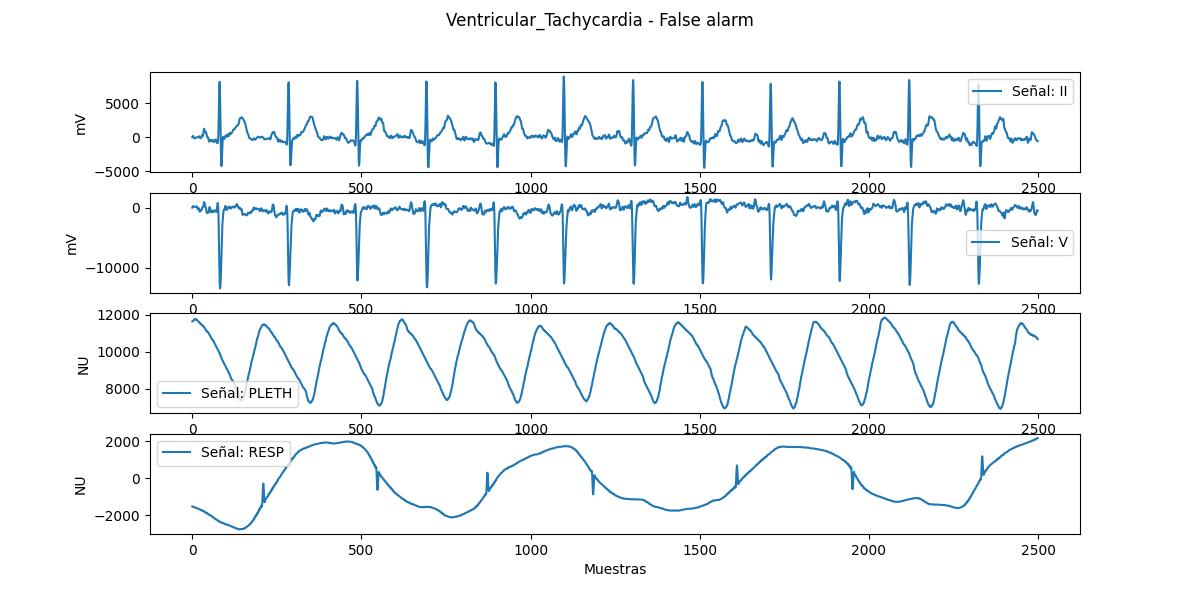 Ventricular_Tachycardia - False alarm
5000
0
−5000
mV
Señal: II
0 500 1000 1500 2000 2500
0
−10000
mV
Señal: V
0 500 1000 1500 2000 2500
12000
10000
8000
NU
Señal: PLETH
0 500 1000 1500 2000 2500
2000
0
−2000
NU
Señal: RESP
0 500 1000 1500 2000 2500
Muestras